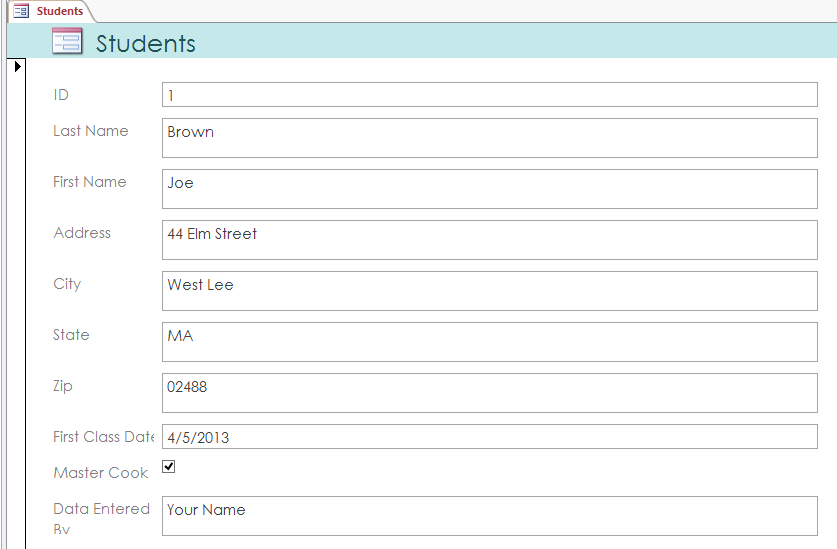 Students
Students
ID 1
Last Name Brown
First Name Joe
Address 44 Elm Street
City West Lee
State MA
Zip 02488
First Class Date 4/5/2013
Master Cook
Data Entered Your Name
By